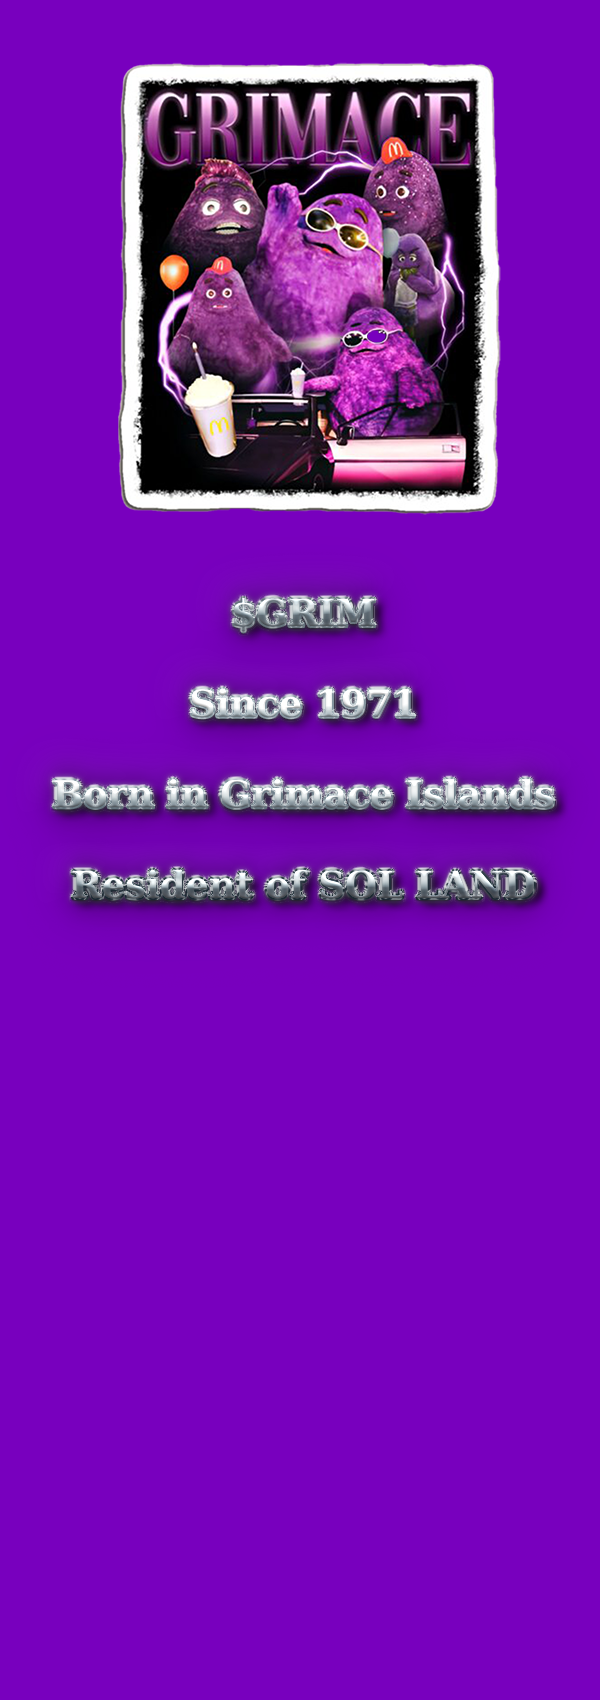 GRIMACE
$GRIM
Since 1971
Born in Grimace Islands
Resident of SOL LAND